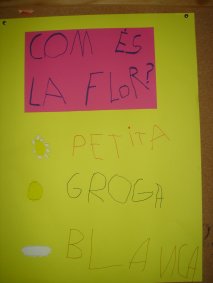 COM ÉS
LA FLOR?
PETITA
GROGA
BLANCA